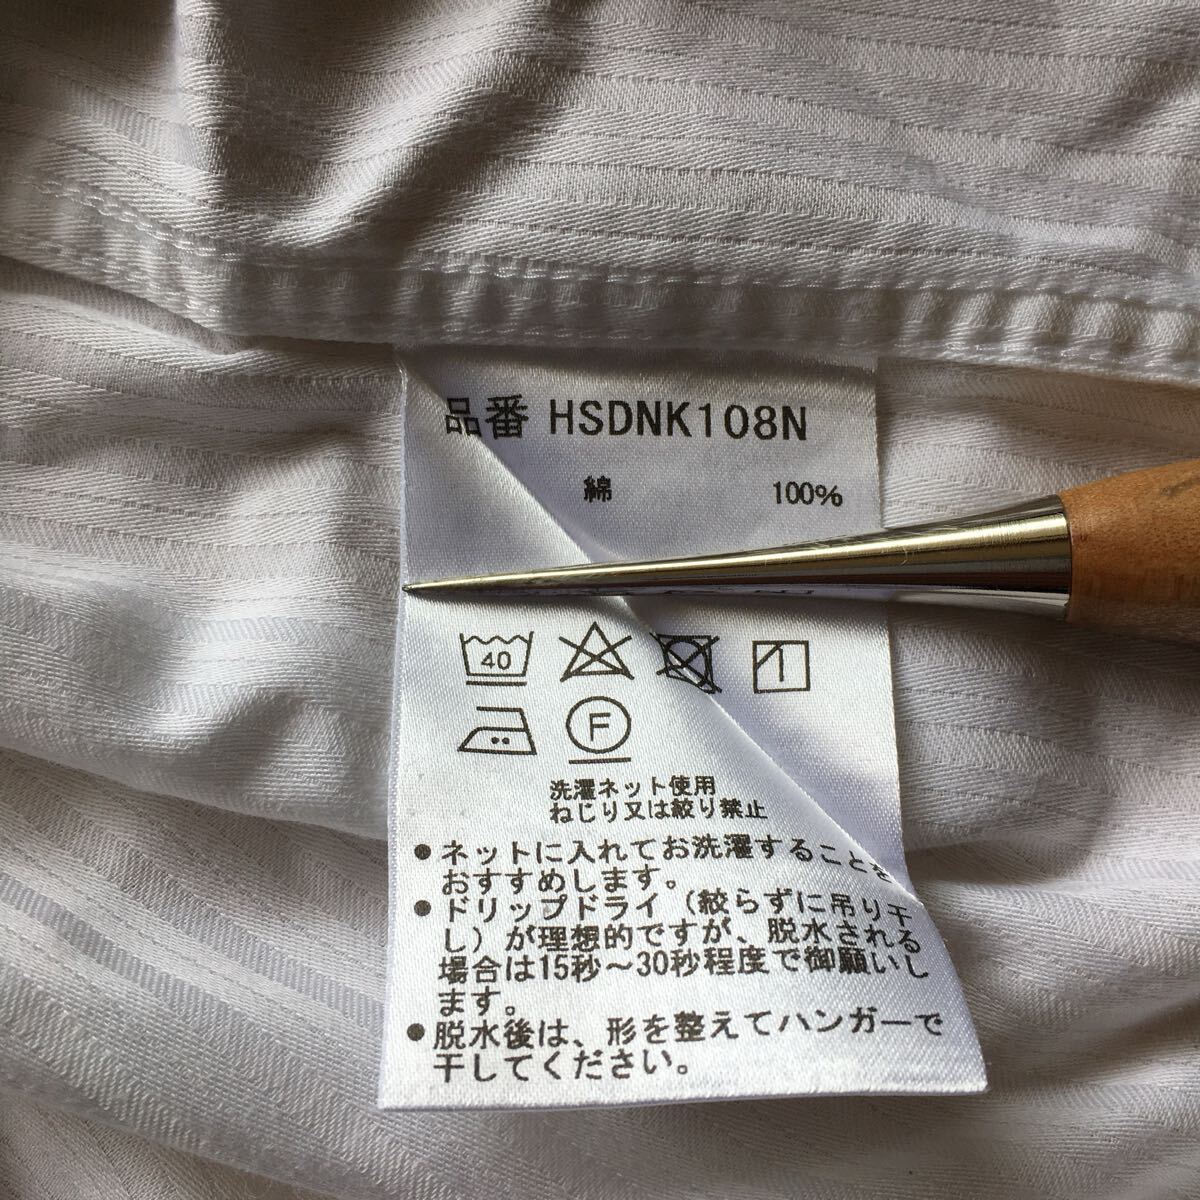 品番 HSDNK108N
綿 100%
40
F
洗濯ネット使用
ねじり又は絞り禁止
●ネットに入れてお洗濯することを
おすすめします。
●ドリップドライ(絞らずに吊り干
し)が理想的ですが、脱水される
場合は15秒～30秒程度で御願いし
ます。
●脱水後は、形を整えてハンガーで
干してください。